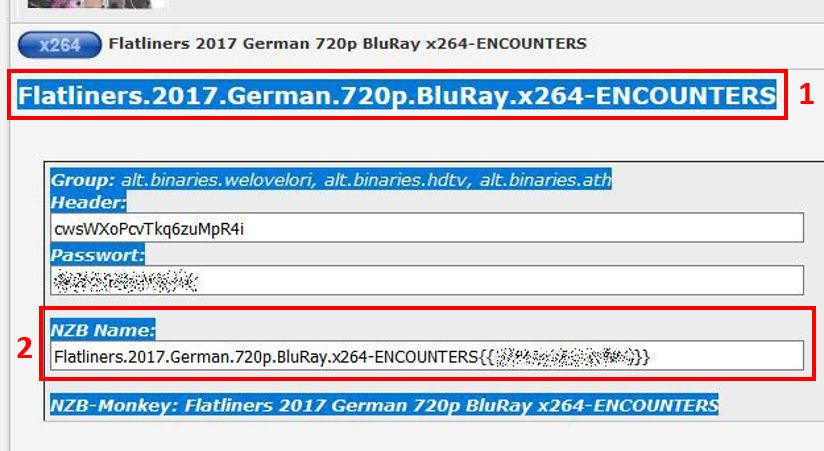 x264 Flatliners 2017 German 720p BluRay x264-ENCOUNTERS
Flatliners.2017.German.720p.BluRay.x264-ENCOUNTERS 1
Group: alt.binaries.welovelori, alt.binaries.hdtv, alt.binaries.ath
Header:
cwsWXoPcvTkq6zuMpR4i
Passwort:
NZB Name:
2
Flatliners.2017.German.720p.BluRay.x264-ENCOUNTERS{{ }}
NZB-Monkey: Flatliners 2017 German 720p BluRay x264-ENCOUNTERS